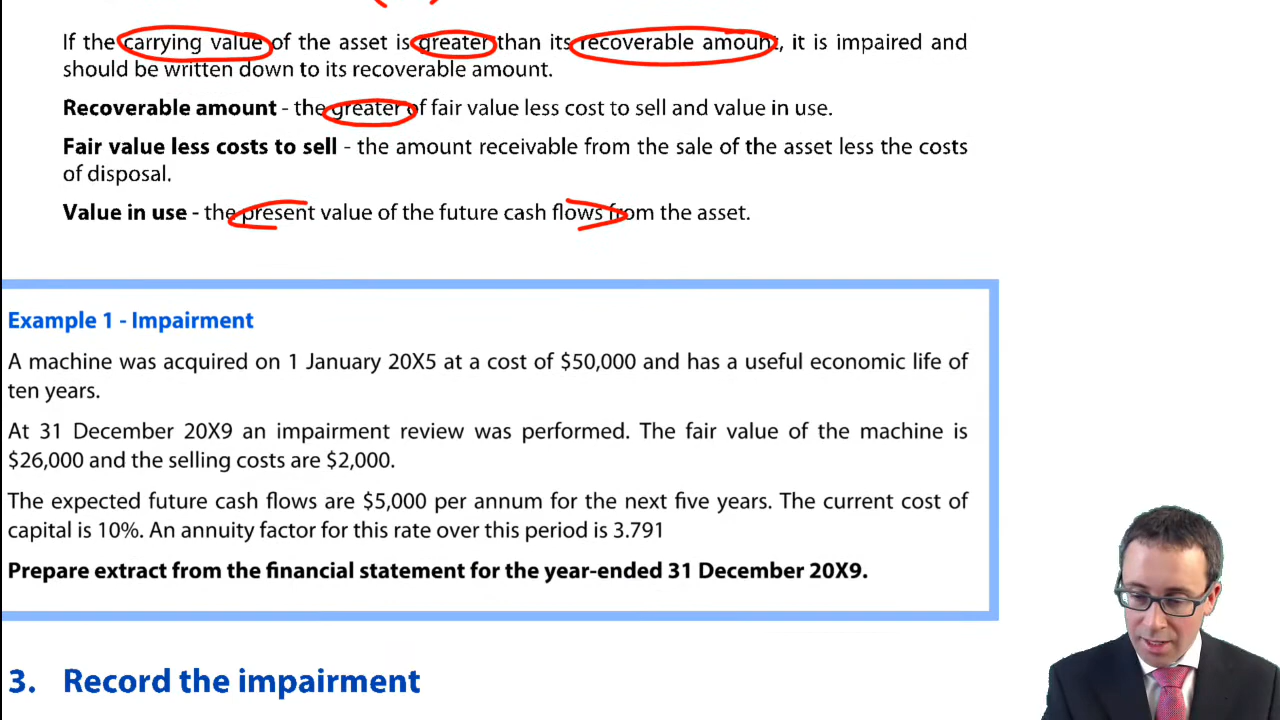 If the carrying value of the asset is greater than its recoverable amount, it is impaired and
should be written down to its recoverable amount.
Recoverable amount - the greater of fair value less cost to sell and value in use.
Fair value less costs to sell - the amount receivable from the sale of the asset less the costs
of disposal.
Value in use - the present value of the future cash flows from the asset.
Example 1 - Impairment
A machine was acquired on 1 January 20X5 at a cost of $50,000 and has a useful economic life of
ten years.
At 31 December 20X9 an impairment review was performed. The fair value of the machine is
$26,000 and the selling costs are $2,000.
The expected future cash flows are $5,000 per annum for the next five years. The current cost of
capital is 10%. An annuity factor for this rate over this period is 3.791
Prepare extract from the financial statement for the year-ended 31 December 20X9.
3. Record the impairment